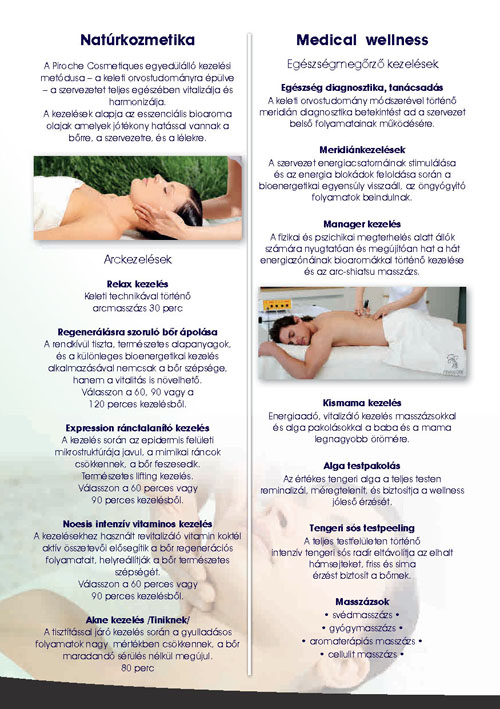 Natúrkozmetika
A Piroche Cosmetiques egyedülálló kezelési
metódusa – a keleti orvostudományra épülve
– a szervezetet teljes egészében vitalizálja és
harmonizálja.
A kezelések alapja az esszenciális bioaroma
olajak amelyek jótékony hatással vannak a
bőrre, a szervezetre, és a lélekre.
Arckezelések
Relax kezelés
Keleti technikával történő
arcmasszázs 30 perc
Regenerálásra szoruló bőr ápolása
A rendkívül tiszta, természetes alapanyagok,
és a különleges bioenergetikai kezelés
alkalmazásával nemcsak a bőr szépsége,
hanem a vitalitás is növelhető.
Válasszon a 60, 90 vagy a
120 perces kezelésből.
Expression ránctalanító kezelés
A kezelés során az epidermis felületi
mikrostruktúrája javul, a mimikai ráncok
csökkennek, a bőr feszesedik.
Természetes lifting kezelés.
Válasszon a 60 perces vagy
90 perces kezelésből.
Noesis intenzív vitaminos kezelés
A kezelésekhez használt revitalizáló vitamin koktél
aktív összetevői elősegítik a bőr regenerációs
folyamatait, helyreállítják a bőr természetes
szépségét.
Válasszon a 60 perces vagy
90 perces kezelésből.
Akne kezelés /Tiniknek/
A tisztítással járó kezelés során a gyulladásos
folyamatok nagy mértékben csökkennek, a bőr
maradandó sérülés nélkül megújul.
80 perc
Medical wellness
Egészségmegőrző kezelések
Egészség diagnosztika, tanácsadás
A keleti orvostudomány módszerével történő
meridián diagnosztika betekintést ad a szervezet
belső folyamatainak működésére.
Meridiánkezelések
A szervezet energiacsatornáinak stimulálása
és az energia blokádok feloldása során a
bioenergetikai egyensúly visszaáll, az öngyógyító
folyamatok beindulnak.
Manager kezelés
A fizikai és pszichikai megterhelés alatt állók
számára nyugtatóan és megújítóan hat a hát
energiazónáinak bioaromákkal történő kezelése
és az arc-shiatsu masszázs.
Kismama kezelés
Energiaadó, vitalizáló kezelés masszázsokkal
és alga pakolásokkal a baba és a mama
legnagyobb örömére.
Alga testpakolás
Az értékes tengeri alga a teljes testen
reminalizál, méregtelenít, és biztosítja a wellness
jóleső érzését.
Tengeri sós testpeeling
A teljes testfelületen történő
intenzív tengeri sós radír eltávolítja az elhalt
hámsejteket, friss és sima
érzést biztosít a bőrnek.
Masszázsok
• svédmasszázs •
• gyógymasszázs •
• aromaterápiás masszázs •
• cellulit masszázs •